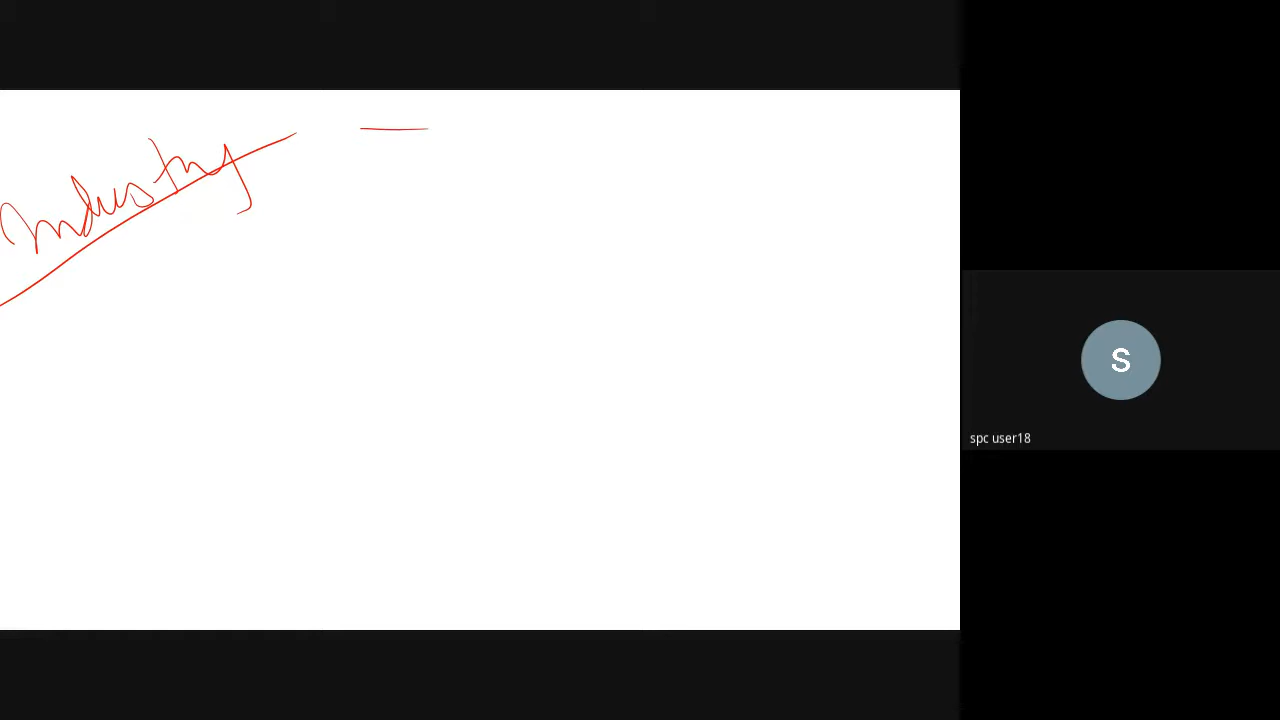 Industry —
S
spc user18